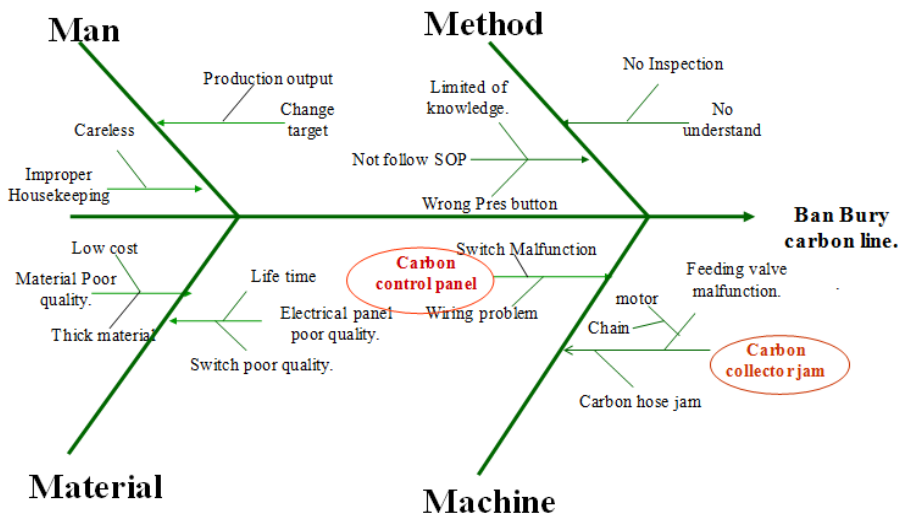 Man
Method
Production output
Change
target
Careless
Improper
Housekeeping
Limited of
knowledge.
No Inspection
No
understand
Not follow SOP
Wrong Pres button
Ban Bury
carbon line.
Low cost
Material Poor
quality.
Thick material
Life time
Electrical panel
poor quality.
Switch poor quality.
Carbon
control panel
Switch Malfunction
Wiring problem
Feeding valve
malfunction.
motor
Chain
Carbon
collector jam
Carbon hose jam
Material
Machine